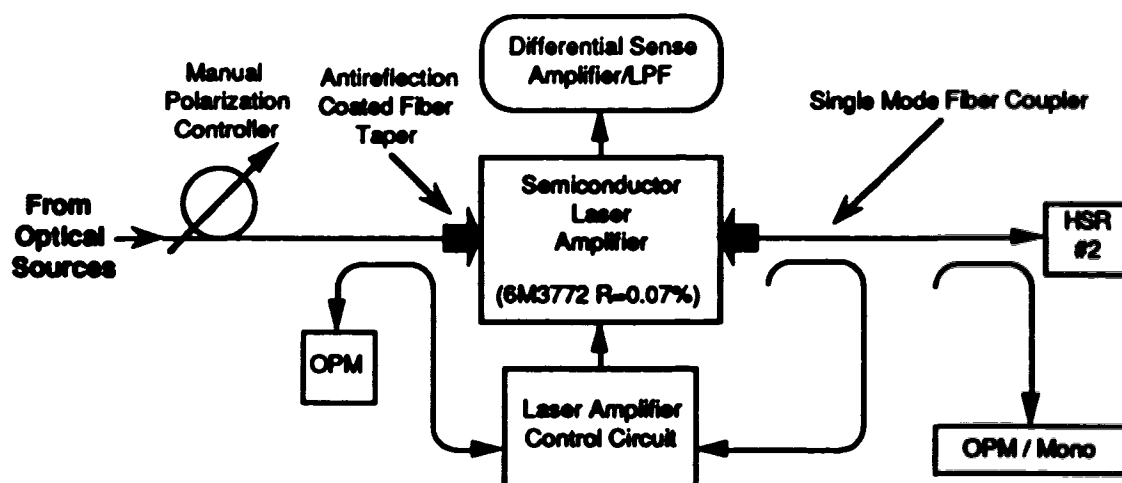 Differential Sense
Amplifier/LPF
Manual
Polarization
Controller
Antireflection
Coated Fiber
Taper
Single Mode Fiber Coupler
From
Optical
Sources
Semiconductor
Laser
Amplifier
(6M3772 R=0.07%)
HSR
#2
OPM
Laser Amplifier
Control Circuit
OPM / Mono